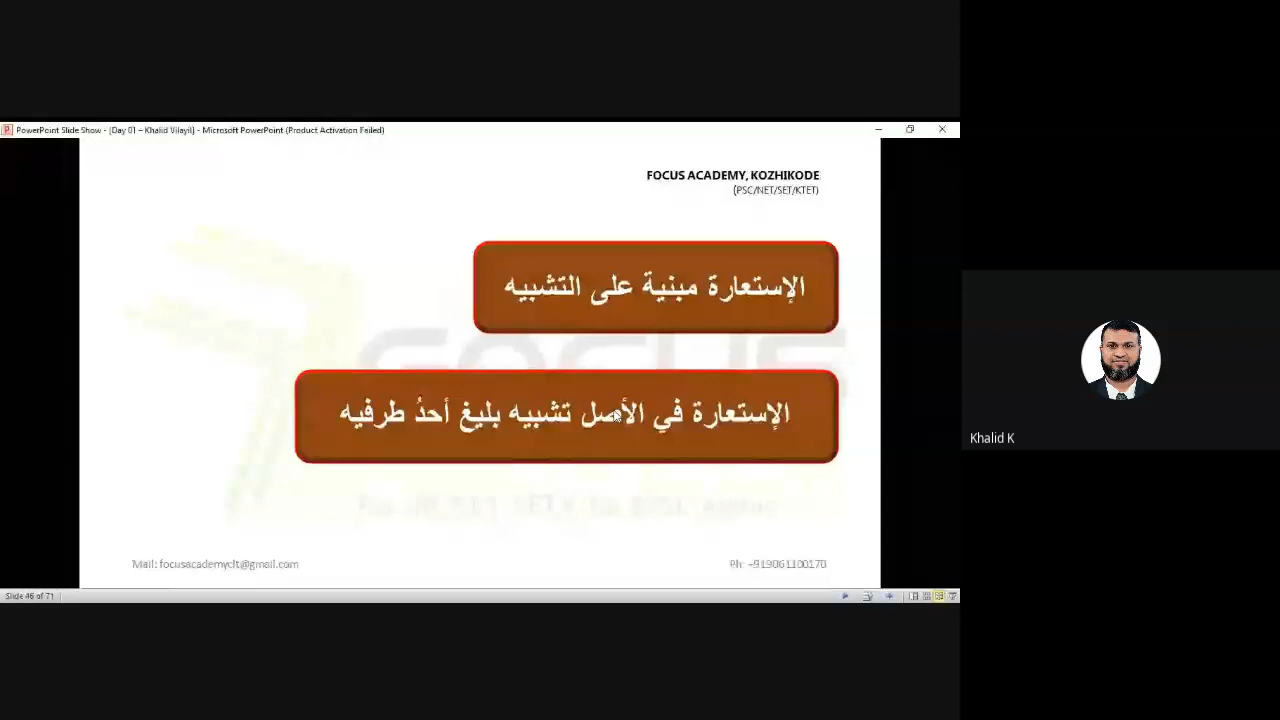 PowerPoint Slide Show - (Day 01 – Khalid Vilayil) - Microsoft PowerPoint (Product Activation Failed)
FOCUS ACADEMY, KOZHIKODE
(PSC/NET/SET/KTET)
الإستعارة مبنية على التشبيه
FOCUS
الإستعارة في الأصل تشبيه بليغ أحدُ طرفيه
Khalid K
Mail: focusacademyclt@gmail.com
Ph: +919061100170
Slide 46 of 71